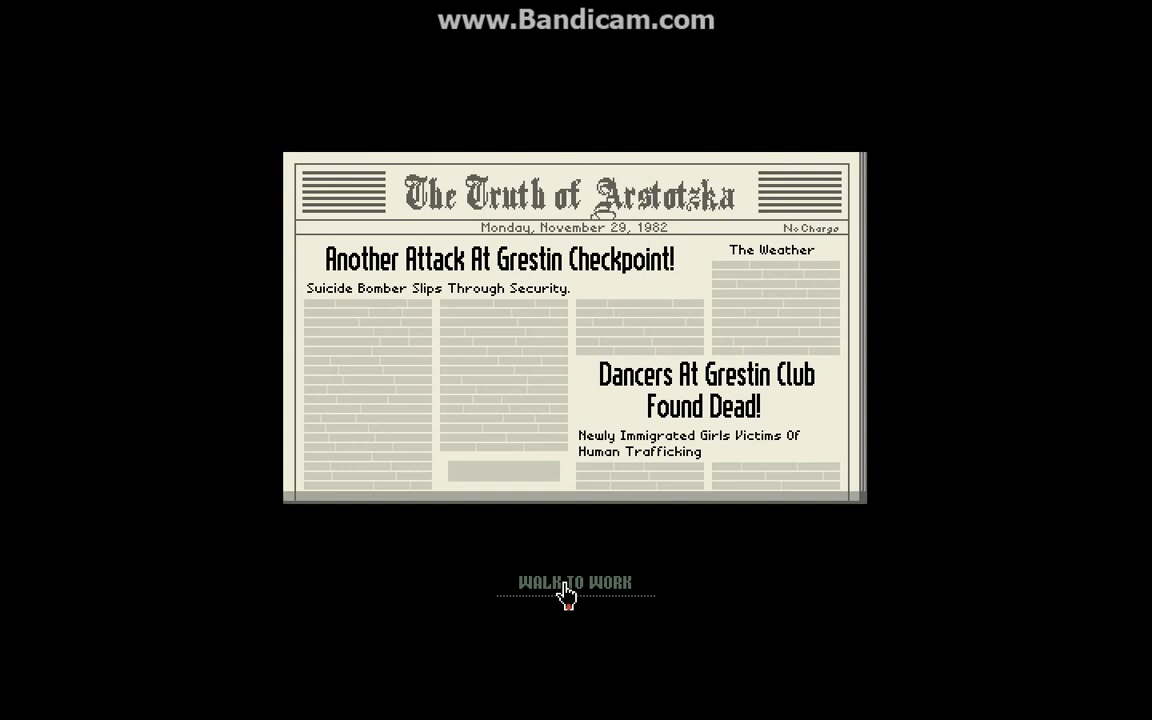 www.Bandicam.com
The Truth of Arstotzka
Monday, November 29, 1982
No Charge
Another Attack At Grestin Checkpoint!
Suicide Bomber Slips Through Security.
The Weather
Dancers At Grestin Club
Found Dead!
Newly Immigrated Girls Victims Of
Human Trafficking
WALK TO WORK